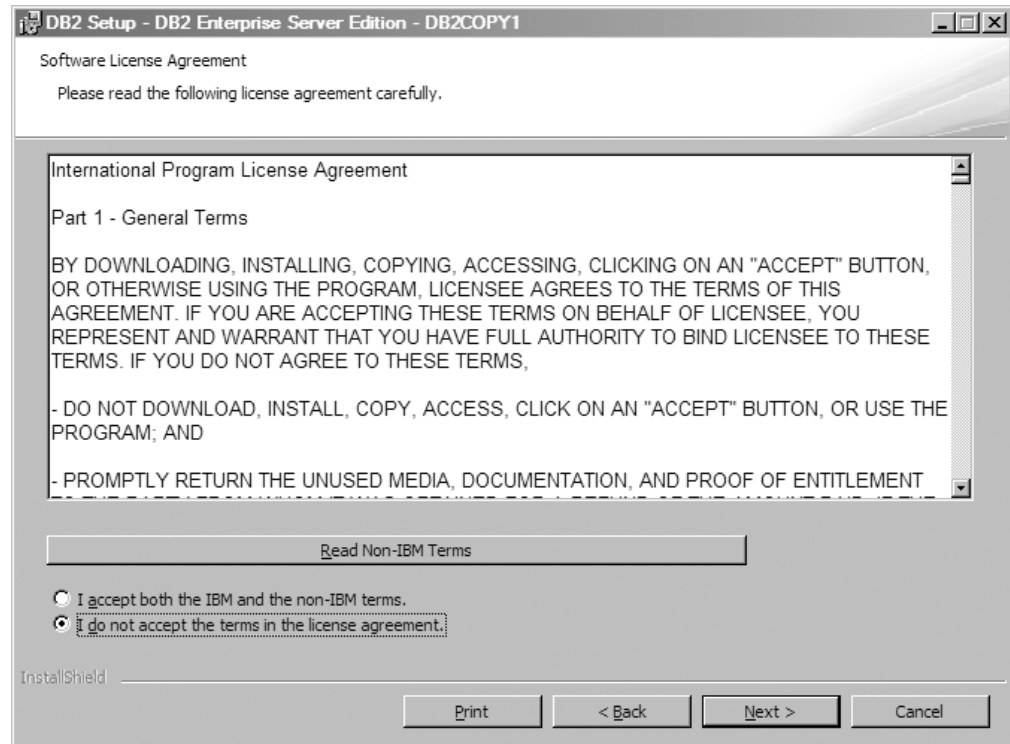 DB2 Setup - DB2 Enterprise Server Edition - DB2COPY1
Software License Agreement
Please read the following license agreement carefully.
International Program License Agreement
Part 1 - General Terms
BY DOWNLOADING, INSTALLING, COPYING, ACCESSING, CLICKING ON AN "ACCEPT" BUTTON,
OR OTHERWISE USING THE PROGRAM, LICENSEE AGREES TO THE TERMS OF THIS
AGREEMENT. IF YOU ARE ACCEPTING THESE TERMS ON BEHALF OF LICENSEE, YOU
REPRESENT AND WARRANT THAT YOU HAVE FULL AUTHORITY TO BIND LICENSEE TO THESE
TERMS. IF YOU DO NOT AGREE TO THESE TERMS,
- DO NOT DOWNLOAD, INSTALL, COPY, ACCESS, CLICK ON AN "ACCEPT" BUTTON, OR USE THE
PROGRAM; AND
- PROMPTLY RETURN THE UNUSED MEDIA, DOCUMENTATION, AND PROOF OF ENTITLEMENT
Read Non-IBM Terms
I accept both the IBM and the non-IBM terms.
I do not accept the terms in the license agreement.
InstallShield
Print < Back Next > Cancel